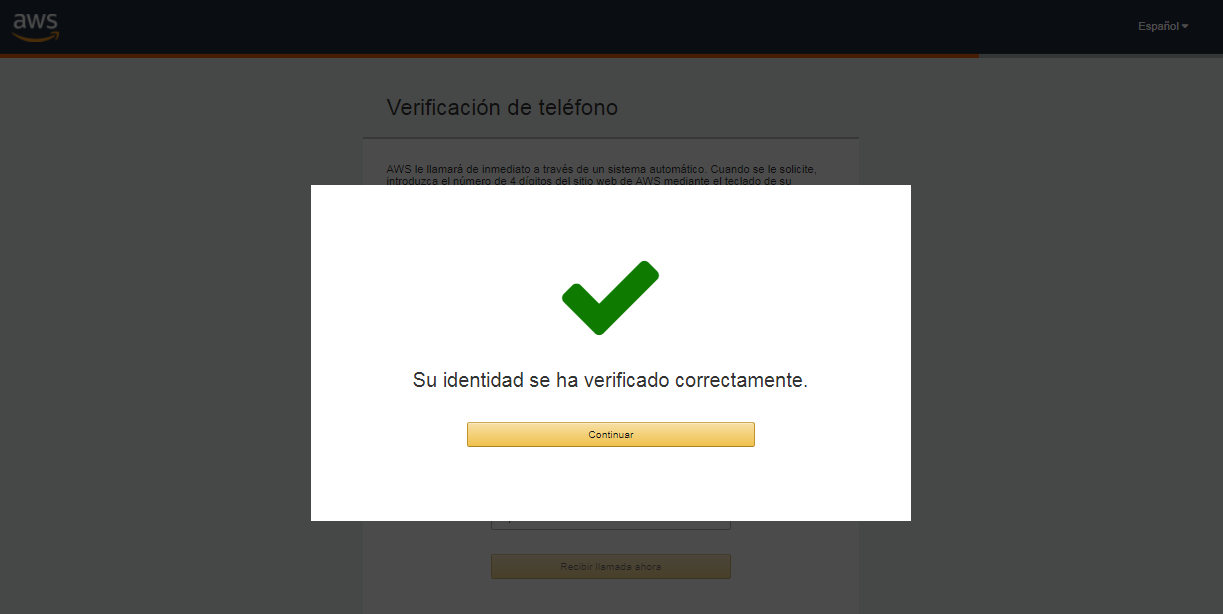 aws
Español
Verificación de teléfono
AWS le llamará de inmediato a través de un sistema automático. Cuando se le solicite,
introduzca el número de 4 dígitos del sitio web de AWS mediante el teclado de su
Su identidad se ha verificado correctamente.
Continuar
Recibir llamada ahora